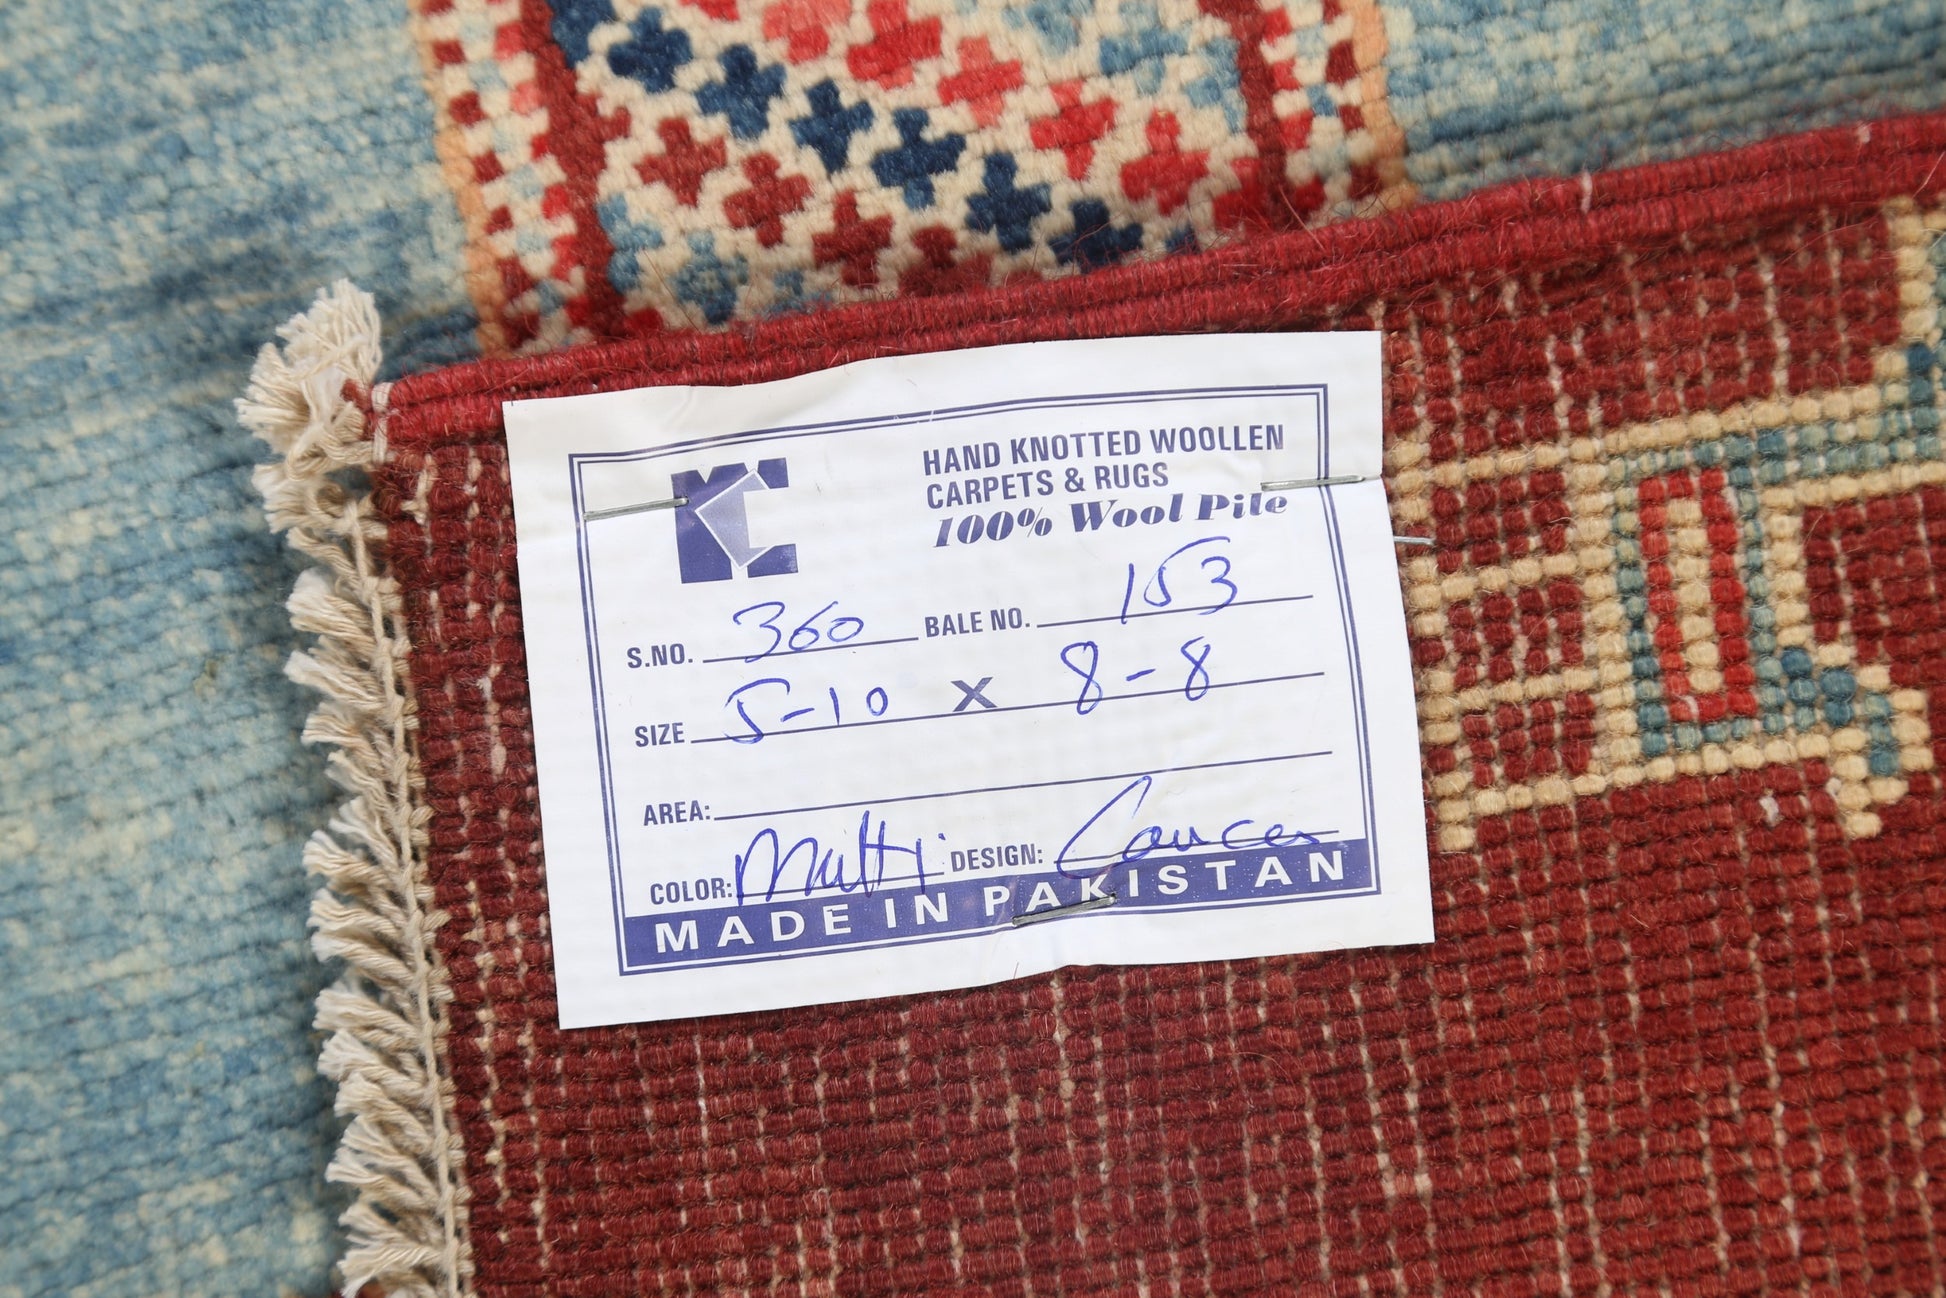 HAND KNOTTED WOOLLEN
CARPETS & RUGS
100% Wool Pile
S.NO. 360 BALE NO. 153
SIZE 5-10 X 8-8
AREA:
COLOR: Multi DESIGN:
MADE IN PAKISTAN